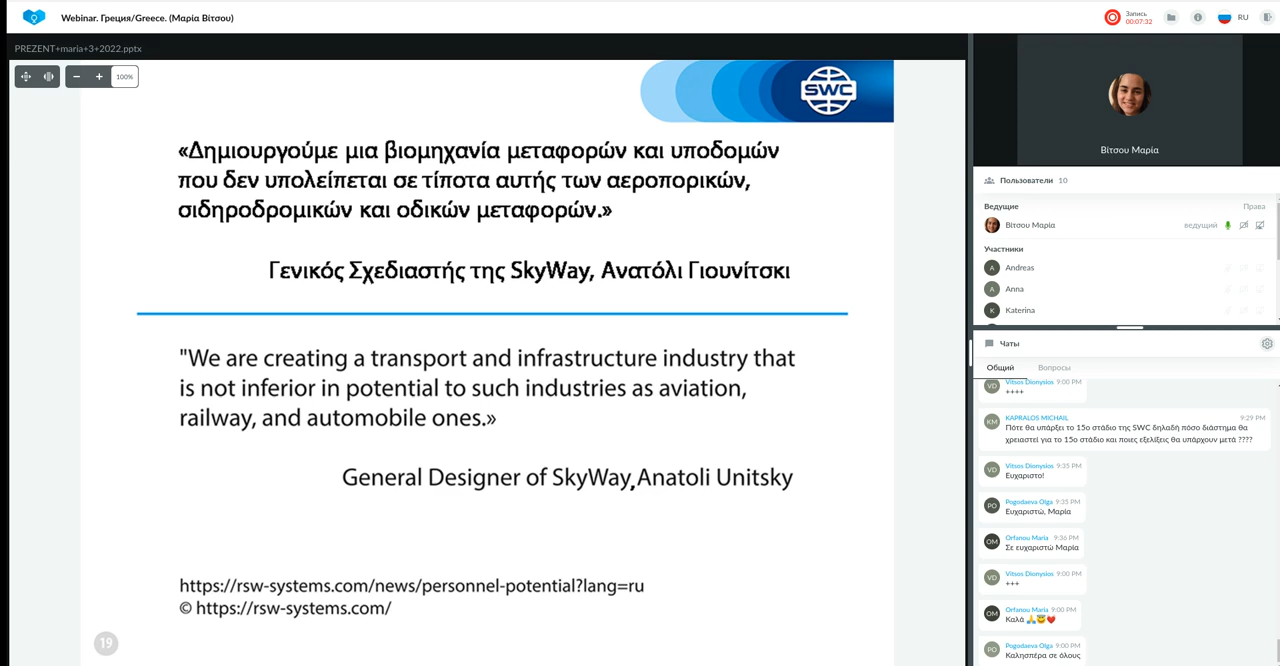 Webinar. Греция/Greece. (Μαρία Βίτσου)
Запись
00:07:32
RU
PREZENT+maria+3+2022.pptx
100%
SWC
«Δημιουργούμε μια βιομηχανία μεταφορών και υποδομών
που δεν υπολείπεται σε τίποτα αυτής των αεροπορικών,
σιδηροδρομικών και οδικών μεταφορών.»
Γενικός Σχεδιαστής της SkyWay, Ανατόλι Γιουνίτσκι
"We are creating a transport and infrastructure industry that
is not inferior in potential to such industries as aviation,
railway, and automobile ones.»
General Designer of SkyWay,Anatoli Unitsky
https://rsw-systems.com/news/personnel-potential?lang=ru
© https://rsw-systems.com/
19
Βίτσου Μαρία
Пользователи 10
Ведущие Права
Βίτσου Μαρία ведущий
Участники
A Andreas
A Anna
K Katerina
Чаты
Общий Вопросы
VD Vitsos Dionysios 9:00 PM
++++
KM KAPRALOS MICHAIL 9:29 PM
Πότε θα υπάρξει το 15ο στάδιο της SWC δηλαδή πόσο διάστημα θα
χρειαστεί για το 15ο στάδιο και ποιες εξελίξεις θα υπάρχουν μετά ????
VD Vitsos Dionysios 9:35 PM
Ευχαριστο!
PO Pogodaeva Olga 9:35 PM
Ευχαριστώ, Μαρία
OM Orfanou Maria 9:36 PM
Σε ευχαριστώ Μαρία
VD Vitsos Dionysios 9:00 PM
+++
OM Orfanou Maria 9:00 PM
Καλά 🙏😇❤️
PO Pogodaeva Olga 9:00 PM
Καλησπέρα σε όλους